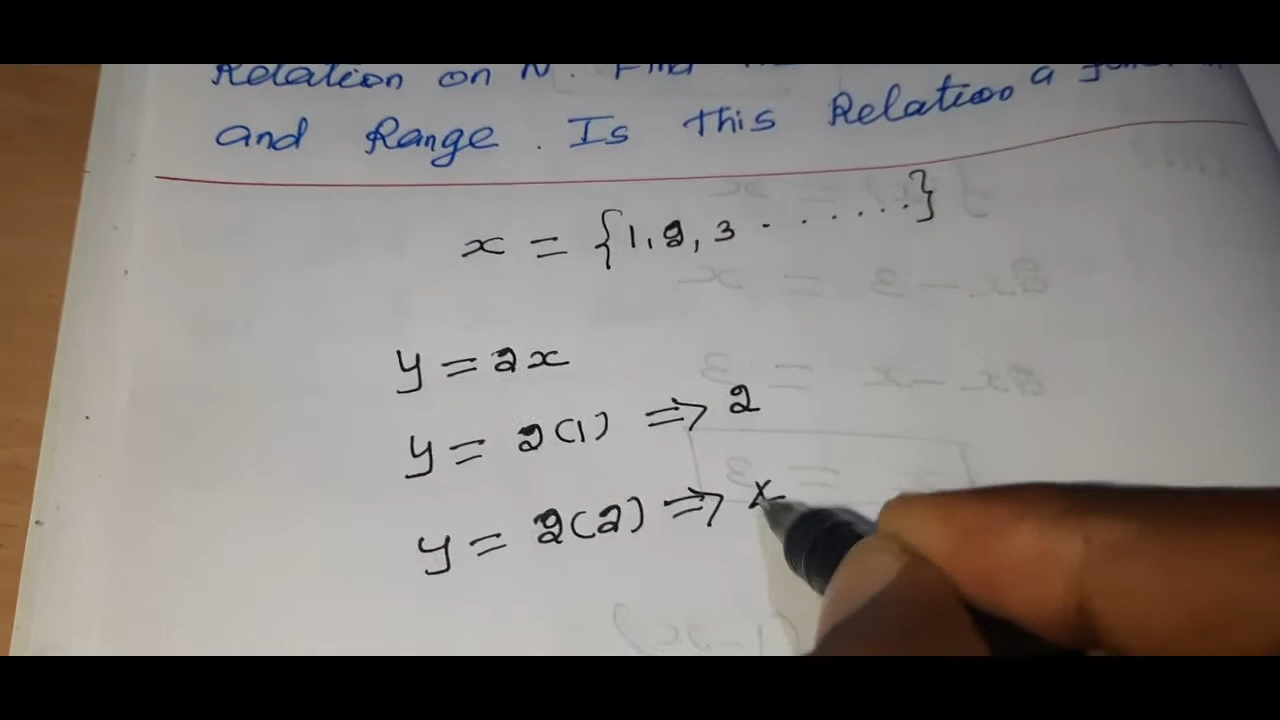 Relation on N. Find
and Range. Is this Relation a
x = {1, 2, 3 . . . . . . .}
y = 2x
y = 2(1) ⇒ 2
y = 2(2) ⇒